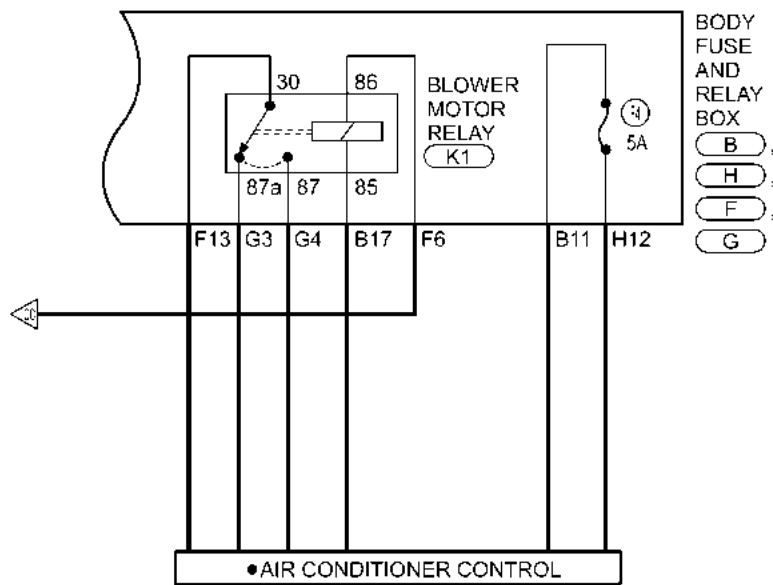 BODY
FUSE
AND
RELAY
BOX
B ,
H ,
F ,
G
30 86
BLOWER
MOTOR
RELAY
K1
5A
87a 87 85
F13 G3 G4 B17 F6 B11 H12
●AIR CONDITIONER CONTROL